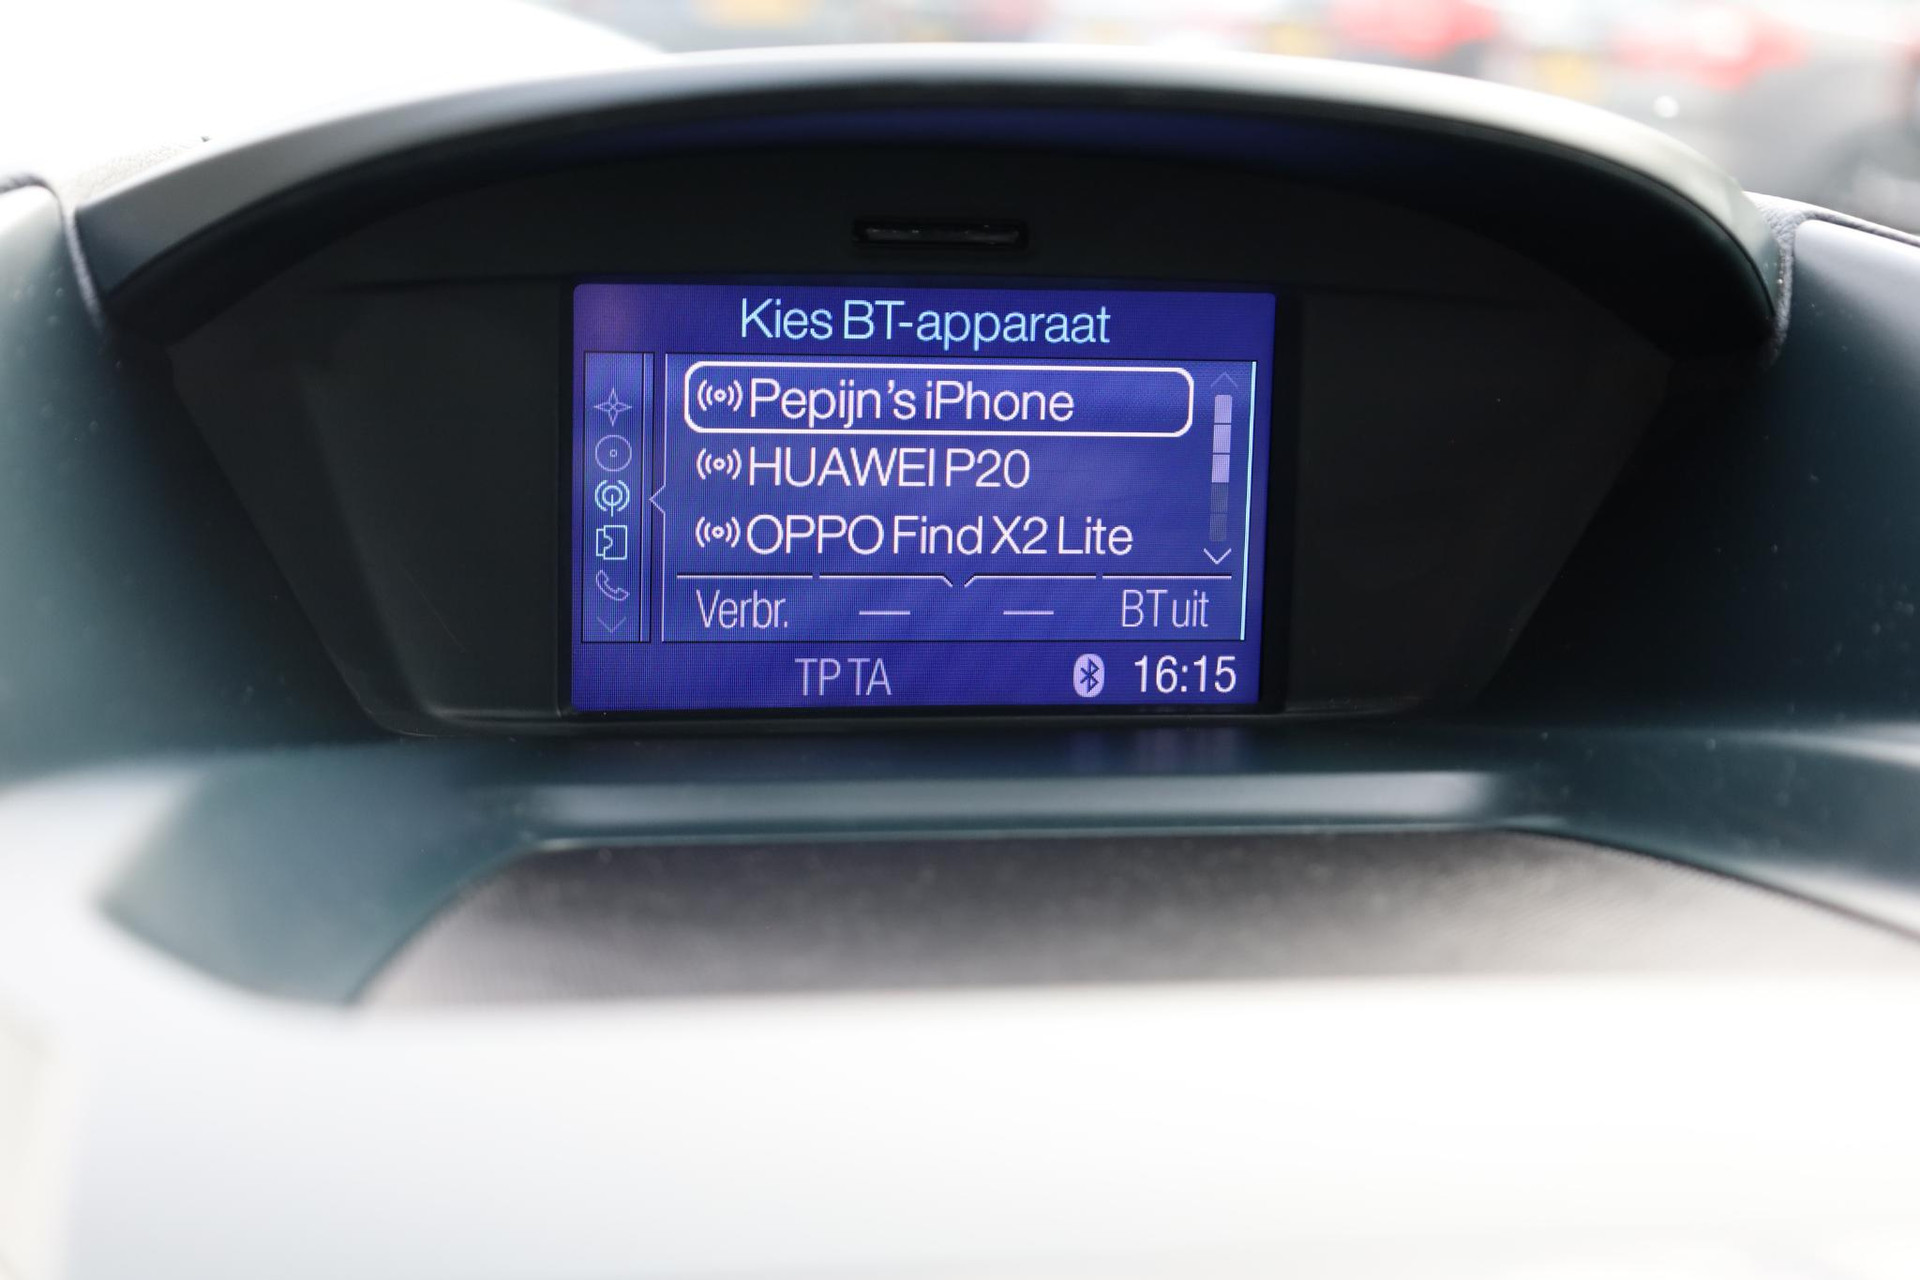 Kies BT-apparaat
Pepijn's iPhone
HUAWEI P20
OPPO Find X2 Lite
Verbr. — — BT uit
TP TA 16:15